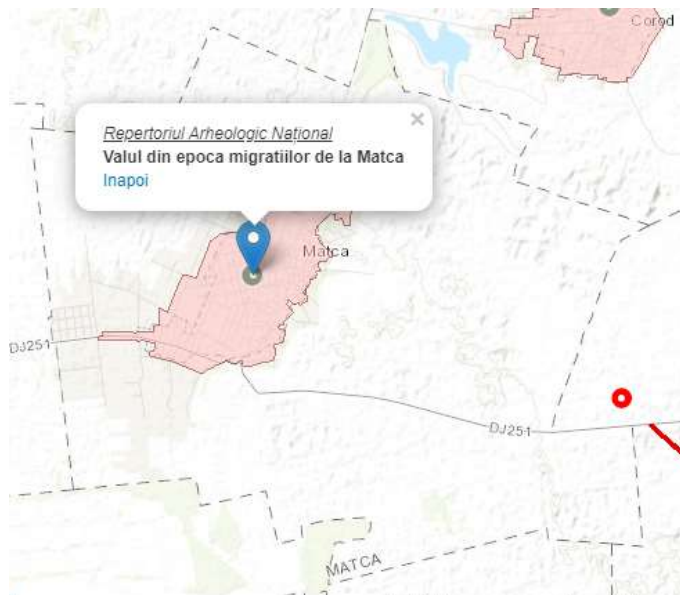 Corod
×
Repertoriul Arheologic Național
Valul din epoca migratiilor de la Matca
Inapoi
Matca
DJ251
DJ251
MATCA